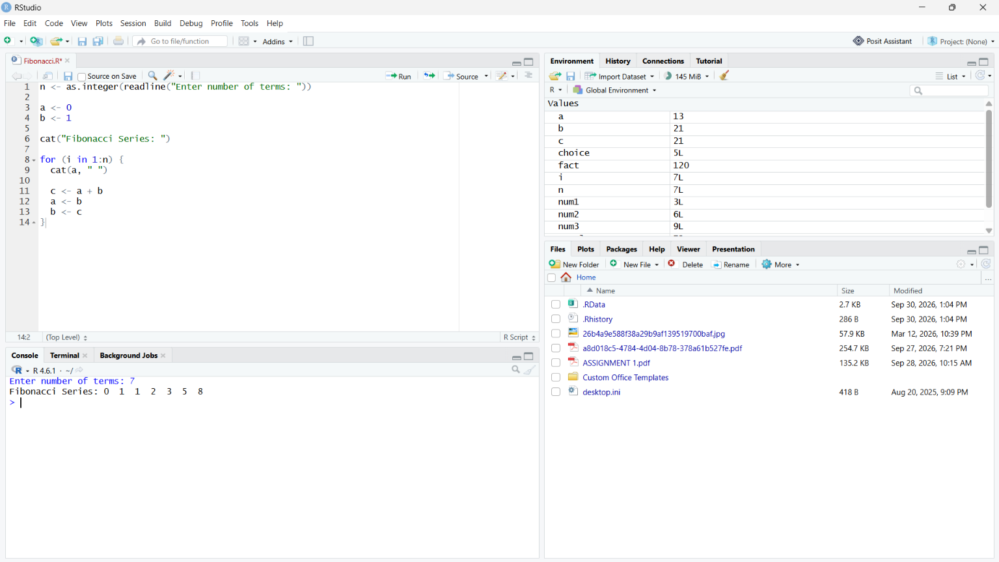 RStudio
File Edit Code View Plots Session Build Debug Profile Tools Help
Go to file/function Addins Posit Assistant Project: (None)
Fibonacci.R*
Source on Save Run Source
1 n <- as.integer(readline("Enter number of terms: "))
2
3 a <- 0
4 b <- 1
5
6 cat("Fibonacci Series: ")
7
8 for (i in 1:n) {
9 cat(a, " ")
10
11 c <- a + b
12 a <- b
13 b <- c
14 }
14:2 (Top Level) R Script
Console Terminal Background Jobs
R 4.6.1 · ~/
Enter number of terms: 7
Fibonacci Series: 0 1 1 2 3 5 8
>
Environment History Connections Tutorial
Import Dataset 145 MiB List
R Global Environment
Values
a 13
b 21
c 21
choice 5L
fact 120
i 7L
n 7L
num1 3L
num2 6L
num3 9L
Files Plots Packages Help Viewer Presentation
New Folder New File Delete Rename More
Home ...
Name Size Modified
.RData 2.7 KB Sep 30, 2026, 1:04 PM
.Rhistory 286 B Sep 30, 2026, 1:04 PM
26b4a9e588f38a29b9af139519700baf.jpg 57.9 KB Mar 12, 2026, 10:39 PM
a8d018c5-4784-4d04-8b78-378a61b527fe.pdf 254.7 KB Sep 27, 2026, 7:21 PM
ASSIGNMENT 1.pdf 135.2 KB Sep 28, 2026, 10:15 AM
Custom Office Templates
desktop.ini 418 B Aug 20, 2025, 9:09 PM